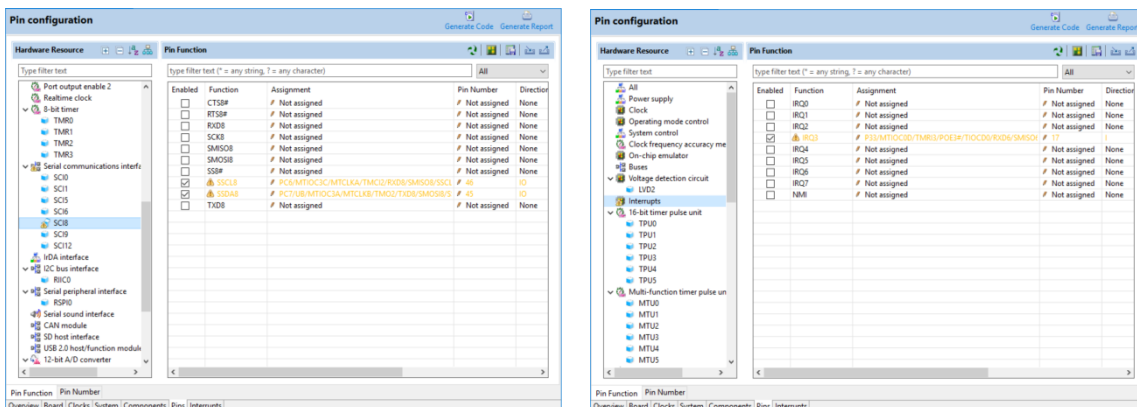 Pin configuration
Generate Code Generate Report
Hardware Resource
Type filter text
Port output enable 2
Realtime clock
8-bit timer
TMR0
TMR1
TMR2
TMR3
Serial communications interfa
SCI0
SCI1
SCI5
SCI6
SCI8
SCI9
SCI12
IrDA interface
I2C bus interface
RIIC0
Serial peripheral interface
RSPI0
Serial sound interface
CAN module
SD host interface
USB 2.0 host/function module
12-bit A/D converter
Pin Function
type filter text (* = any string, ? = any character) All
Enabled Function Assignment Pin Number Direction
CTS8# Not assigned Not assigned None
RTS8# Not assigned Not assigned None
RXD8 Not assigned Not assigned None
SCK8 Not assigned Not assigned None
SMISO8 Not assigned Not assigned None
SMOSI8 Not assigned Not assigned None
SS8# Not assigned Not assigned None
SSCL8 PC6/MTIOC3C/MTCLKA/TMCI2/RXD8/SMISO8/SSCL 46 IO
SSDA8 PC7/UB/MTIOC3A/MTCLKB/TMO2/TXD8/SMOSI8/S 45 IO
TXD8 Not assigned Not assigned None
Pin Function Pin Number
Overview Board Clocks System Components Pins Interrupts
Pin configuration
Generate Code Generate Report
Hardware Resource
Type filter text
All
Power supply
Clock
Operating mode control
System control
Clock frequency accuracy me
On-chip emulator
Buses
Voltage detection circuit
LVD2
Interrupts
16-bit timer pulse unit
TPU0
TPU1
TPU2
TPU3
TPU4
TPU5
Multi-function timer pulse un
MTU0
MTU1
MTU2
MTU3
MTU4
MTU5
Pin Function
type filter text (* = any string, ? = any character) All
Enabled Function Assignment Pin Number Direction
IRQ0 Not assigned Not assigned None
IRQ1 Not assigned Not assigned None
IRQ2 Not assigned Not assigned None
IRQ3 P33/MTIOC0D/TMRI3/POE3#/TIOCD0/RXD6/SMISO 17 I
IRQ4 Not assigned Not assigned None
IRQ5 Not assigned Not assigned None
IRQ6 Not assigned Not assigned None
IRQ7 Not assigned Not assigned None
NMI Not assigned Not assigned None
Pin Function Pin Number
Overview Board Clocks System Components Pins Interrupts